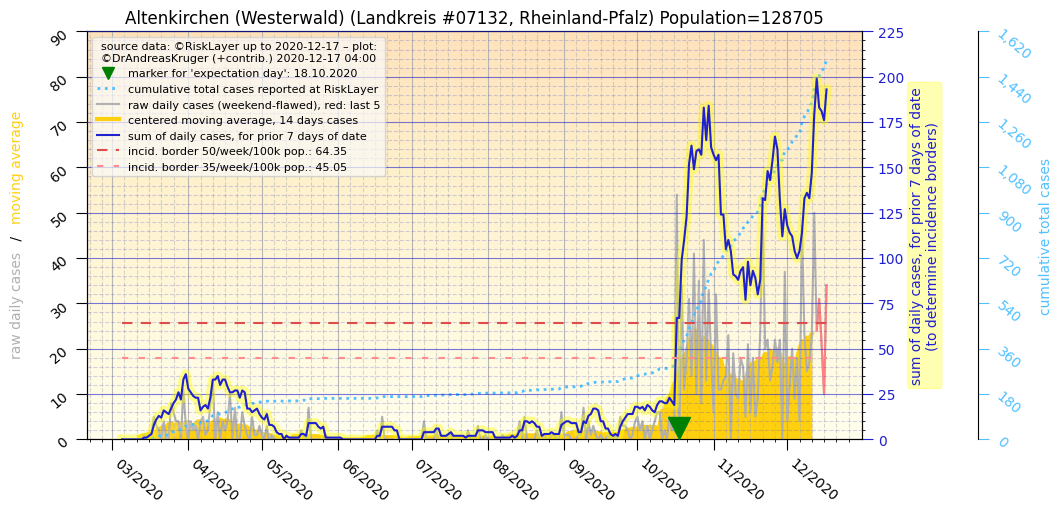 Altenkirchen (Westerwald) (Landkreis #07132, Rheinland-Pfalz) Population=128705
source data: ©RiskLayer up to 2020-12-17 – plot:
©DrAndreasKruger (+contrib.) 2020-12-17 04:00
marker for 'expectation day': 18.10.2020
cumulative total cases reported at RiskLayer
raw daily cases (weekend-flawed), red: last 5
centered moving average, 14 days cases
sum of daily cases, for prior 7 days of date
incid. border 50/week/100k pop.: 64.35
incid. border 35/week/100k pop.: 45.05
raw daily cases / moving average
90
80
70
60
50
40
30
20
10
0
03/2020
04/2020
05/2020
06/2020
07/2020
08/2020
09/2020
10/2020
11/2020
12/2020
225
200
175
150
125
100
75
50
25
0
sum of daily cases, for prior 7 days of date
(to determine incidence borders)
1,620
1,440
1,260
1,080
900
720
540
360
180
0
cumulative total cases